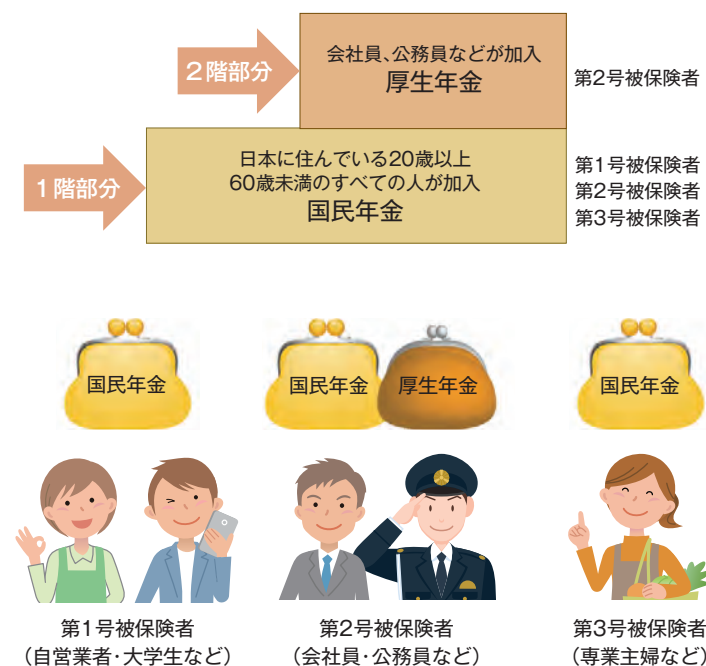 2階部分
会社員、公務員などが加入
厚生年金
第2号被保険者
1階部分
日本に住んでいる20歳以上
60歳未満のすべての人が加入
国民年金
第1号被保険者
第2号被保険者
第3号被保険者
国民年金
国民年金
厚生年金
国民年金
第1号被保険者
（自営業者・大学生など）
第2号被保険者
（会社員・公務員など）
第3号被保険者
（専業主婦など）